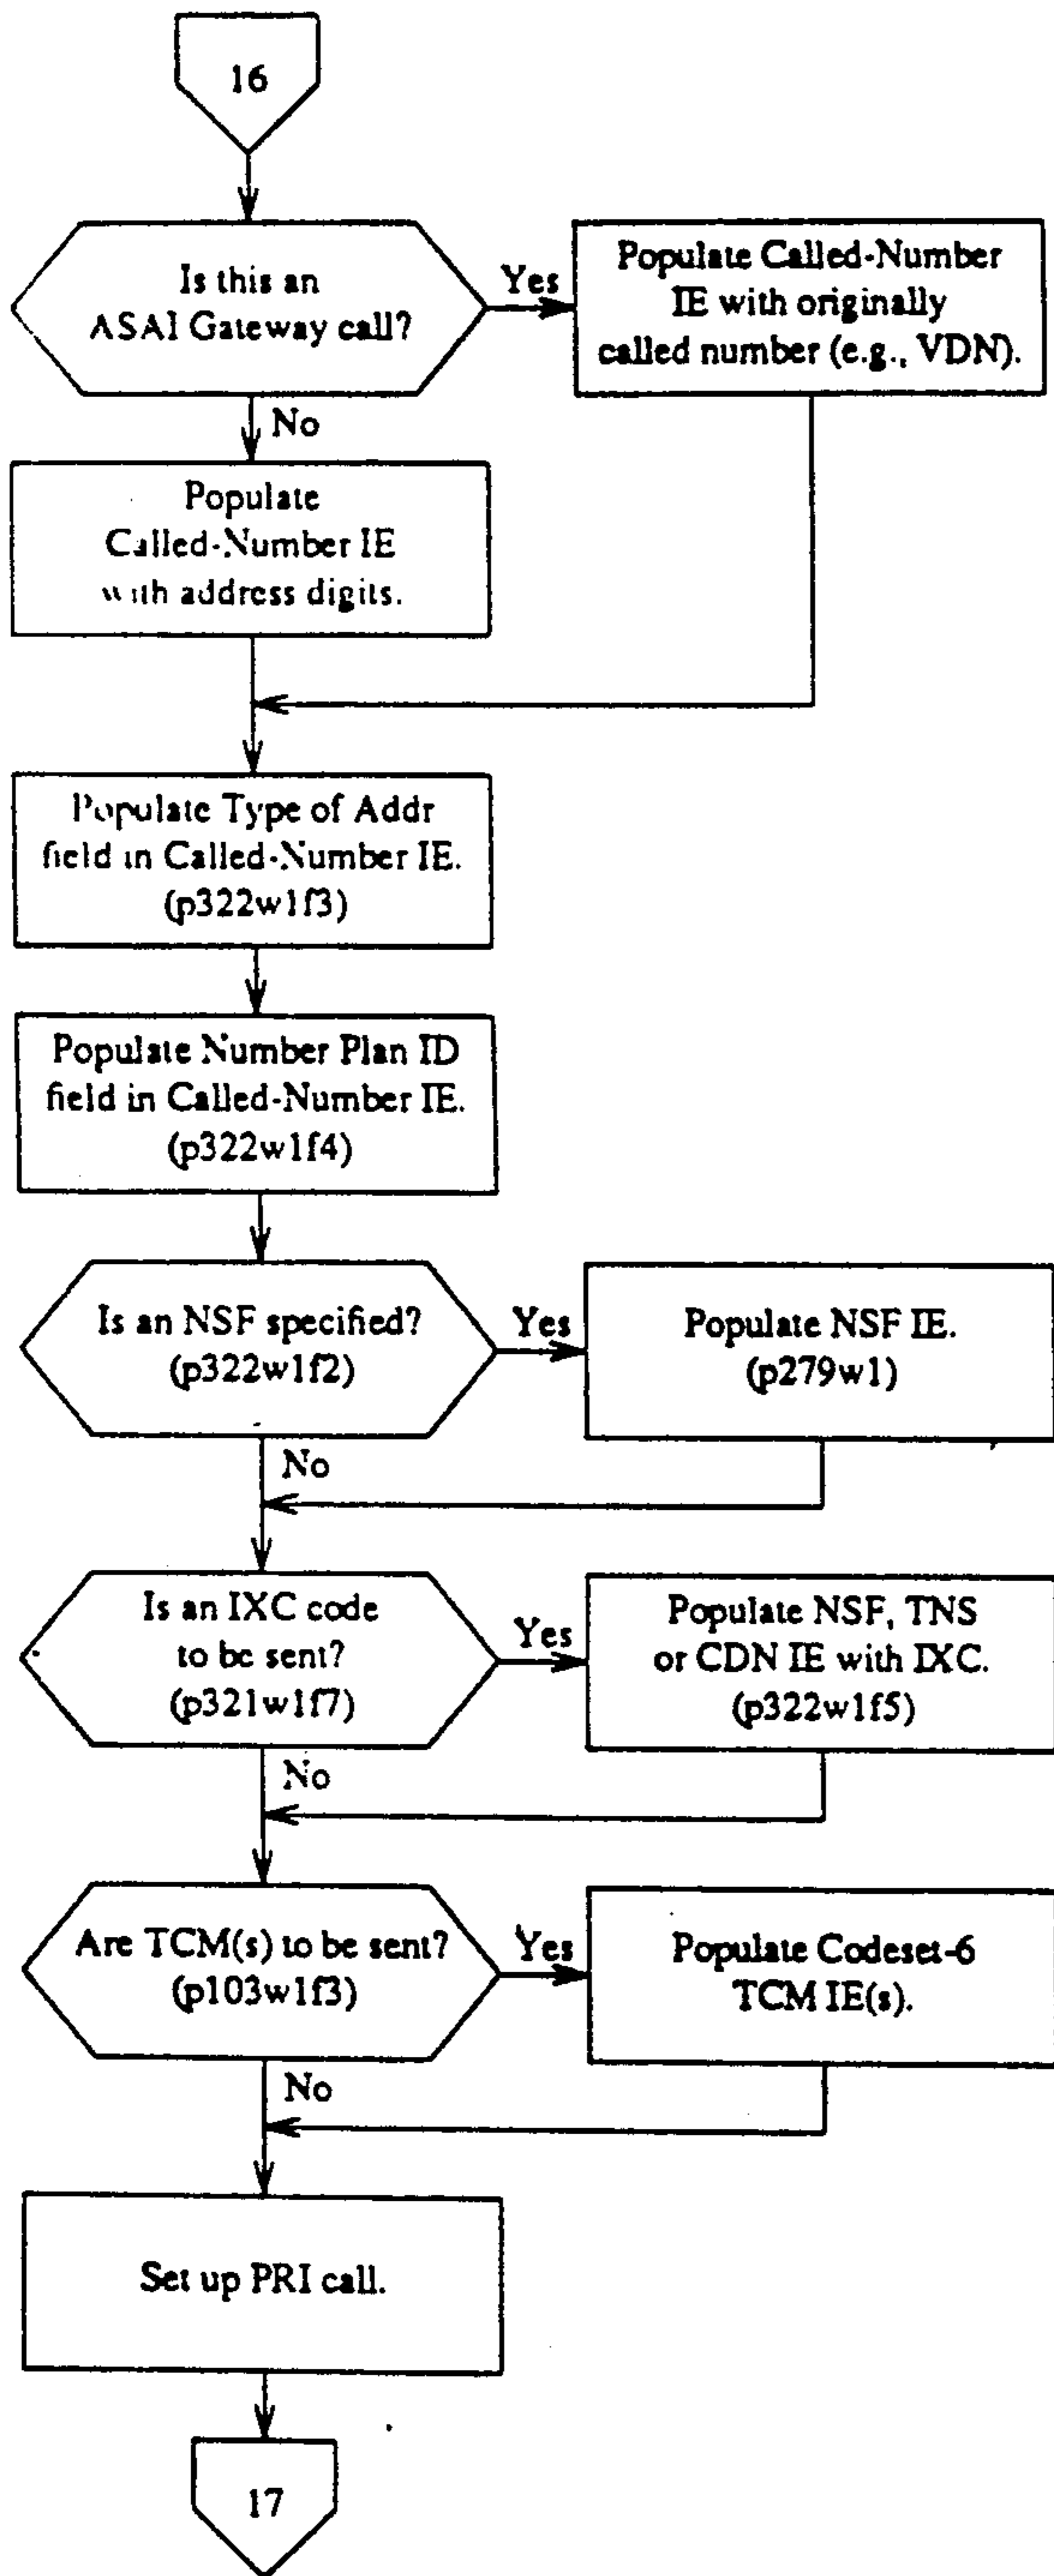 16
Is this an
ASAI Gateway call?
Yes
Populate Called-Number
IE with originally
called number (e.g., VDN).
No
Populate
Called-Number IE
with address digits.
Populate Type of Addr
field in Called-Number IE.
(p322w1f3)
Populate Number Plan ID
field in Called-Number IE.
(p322w1f4)
Is an NSF specified?
(p322w1f2)
Yes
Populate NSF IE.
(p279w1)
No
Is an IXC code
to be sent?
(p321w1f7)
Yes
Populate NSF, TNS
or CDN IE with IXC.
(p322w1f5)
No
Are TCM(s) to be sent?
(p103w1f3)
Yes
Populate Codeset-6
TCM IE(s).
No
Set up PRI call.
17